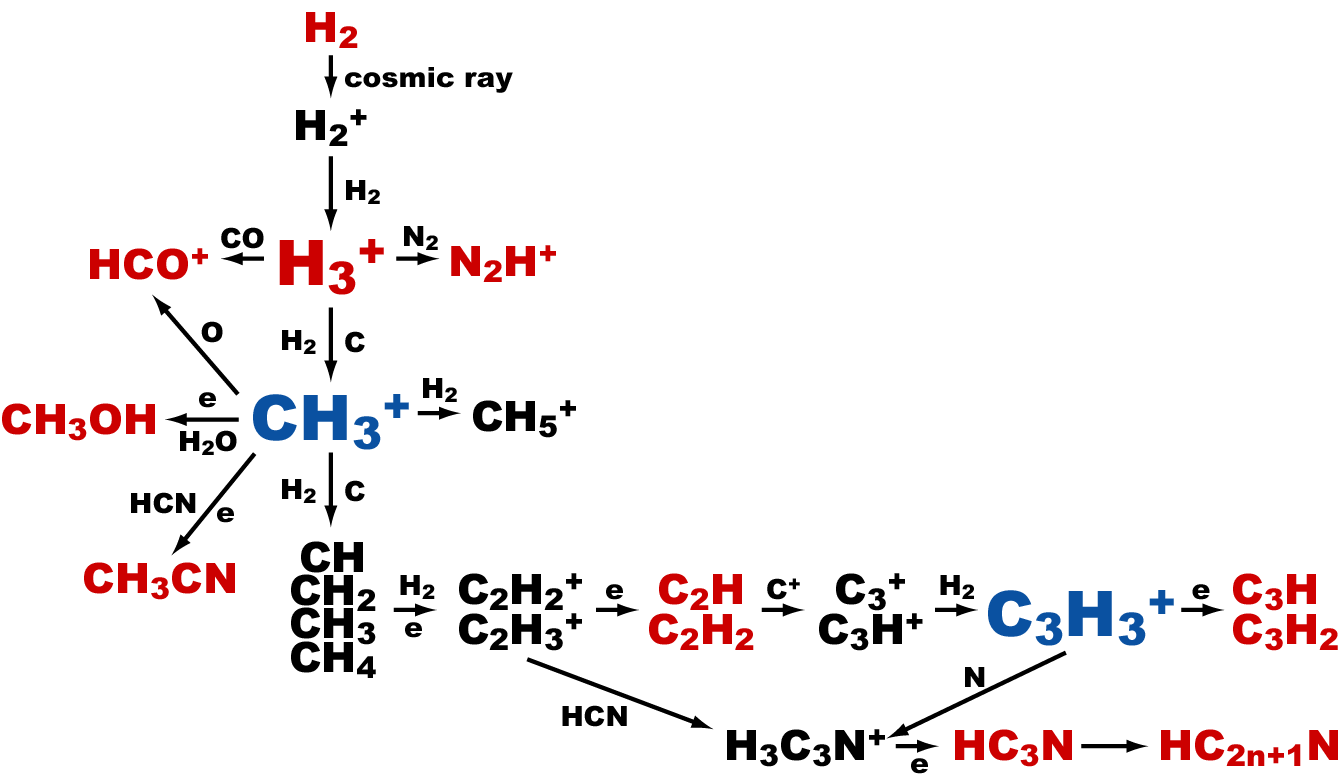 H₂
cosmic ray
H₂⁺
H₂
HCO⁺ CO H₃⁺ N₂ N₂H⁺
O H₂ C
CH₃OH e H₂O CH₃⁺ H₂ CH₅⁺
HCN e H₂ C
CH₃CN
CH
CH₂
CH₃
CH₄
H₂
e
C₂H₂⁺
C₂H₃⁺
e
C₂H
C₂H₂
C⁺
C₃⁺
C₃H⁺
H₂
C₃H₃⁺
e
C₃H
C₃H₂
HCN
N
H₃C₃N⁺ e HC₃N HC₂ₙ₊₁N